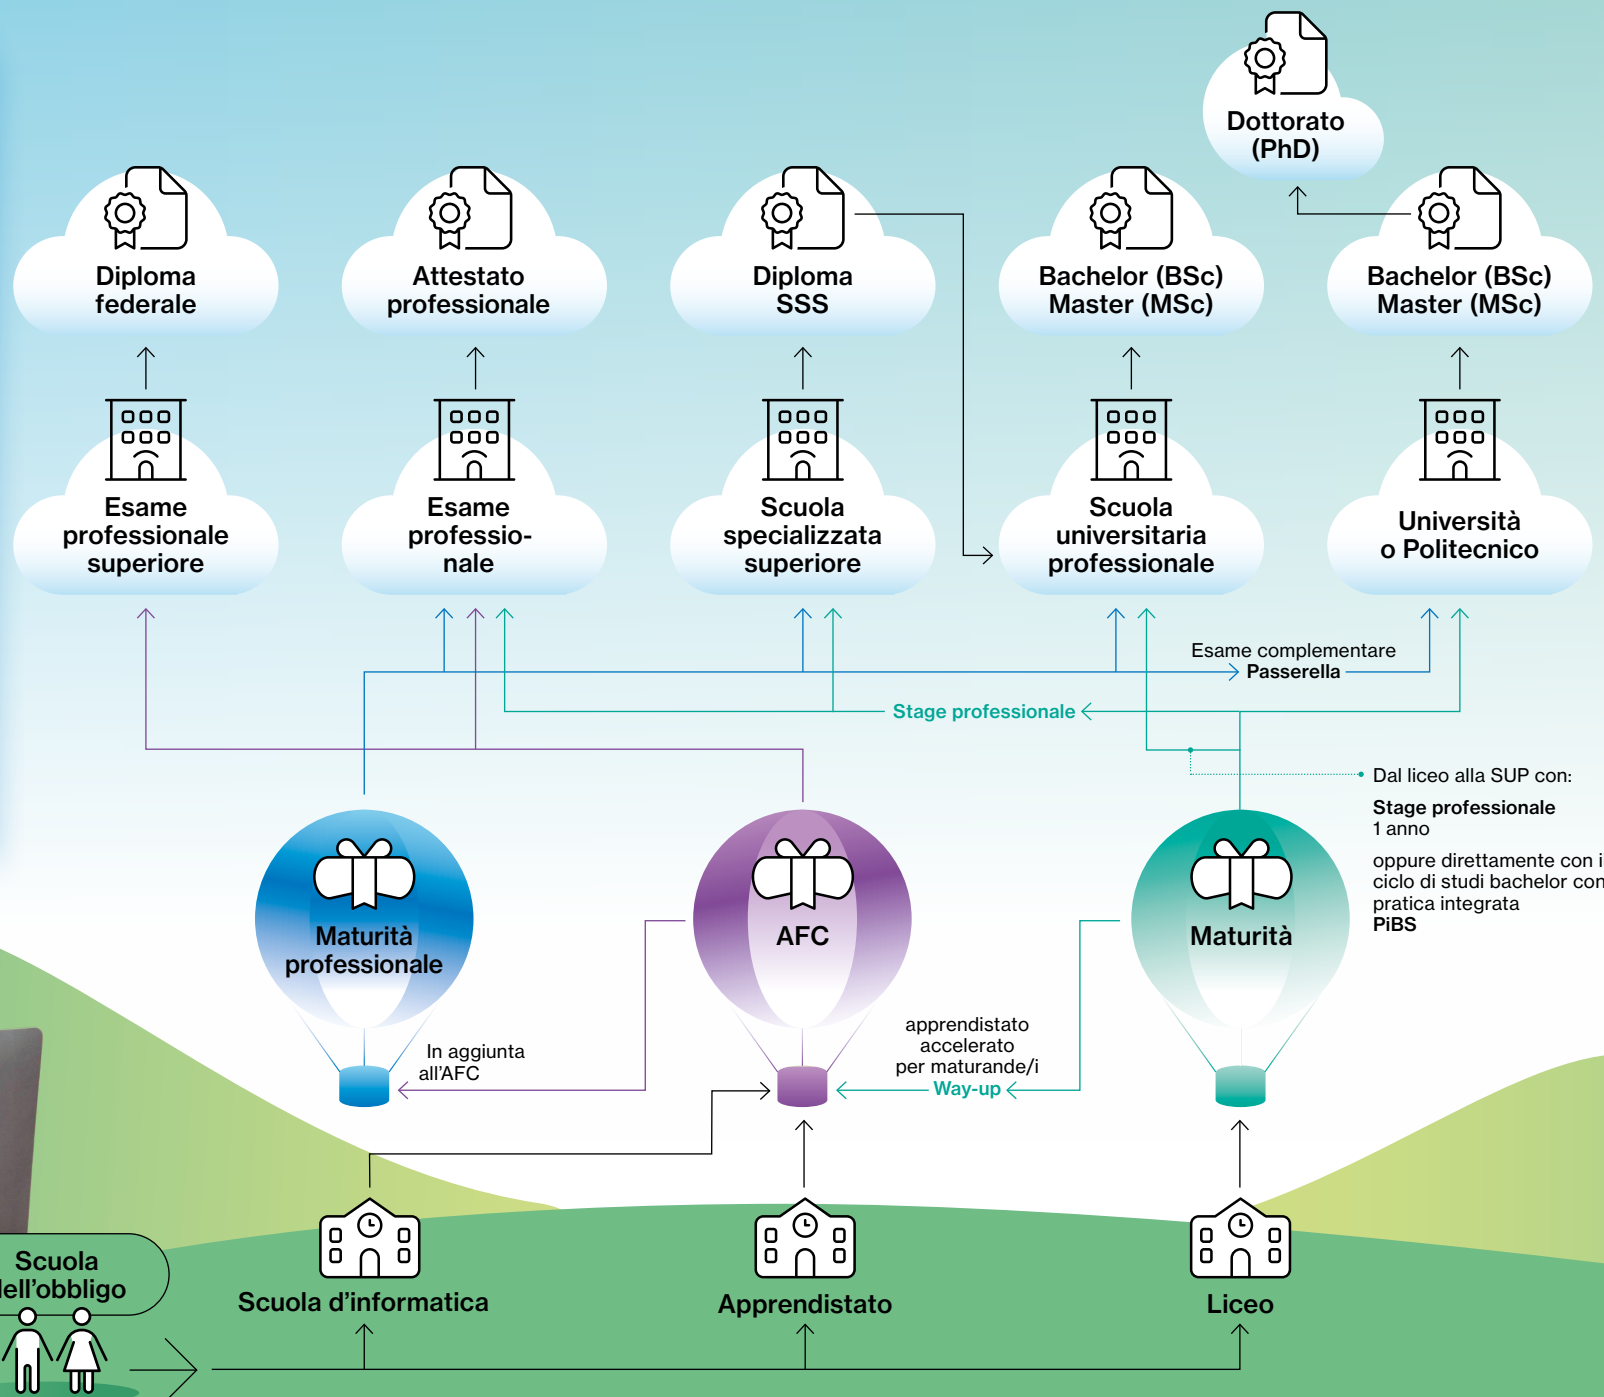 Dottorato
(PhD)
Diploma
federale
Attestato
professionale
Diploma
SSS
Bachelor (BSc)
Master (MSc)
Bachelor (BSc)
Master (MSc)
Esame
professionale
superiore
Esame
professio-
nale
Scuola
specializzata
superiore
Scuola
universitaria
professionale
Università
o Politecnico
Esame complementare
Passerella
Stage professionale
Dal liceo alla SUP con:
Stage professionale
1 anno
oppure direttamente con i
ciclo di studi bachelor con
pratica integrata
PiBS
Maturità
professionale
AFC
Maturità
In aggiunta
all'AFC
apprendistato
accelerato
per maturande/i
Way-up
Scuola
dell'obbligo
Scuola d'informatica
Apprendistato
Liceo